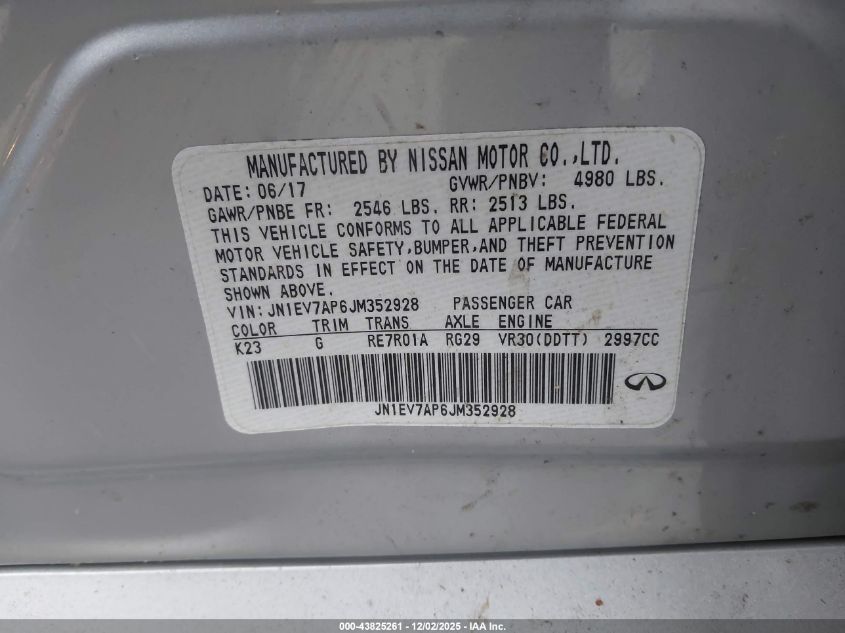 MANUFACTURED BY NISSAN MOTOR CO.,LTD.
DATE: 06/17 GVWR/PNBV: 4980 LBS.
GAWR/PNBE FR: 2546 LBS. RR: 2513 LBS.
THIS VEHICLE CONFORMS TO ALL APPLICABLE FEDERAL
MOTOR VEHICLE SAFETY,BUMPER,AND THEFT PREVENTION
STANDARDS IN EFFECT ON THE DATE OF MANUFACTURE
SHOWN ABOVE.
VIN: JN1EV7AP6JM352928 PASSENGER CAR
COLOR TRIM TRANS AXLE ENGINE
K23 G RE7R01A RG29 VR30(DDTT) 2997CC
JN1EV7AP6JM352928
000-43825261 - 12/02/2025 - IAA Inc.